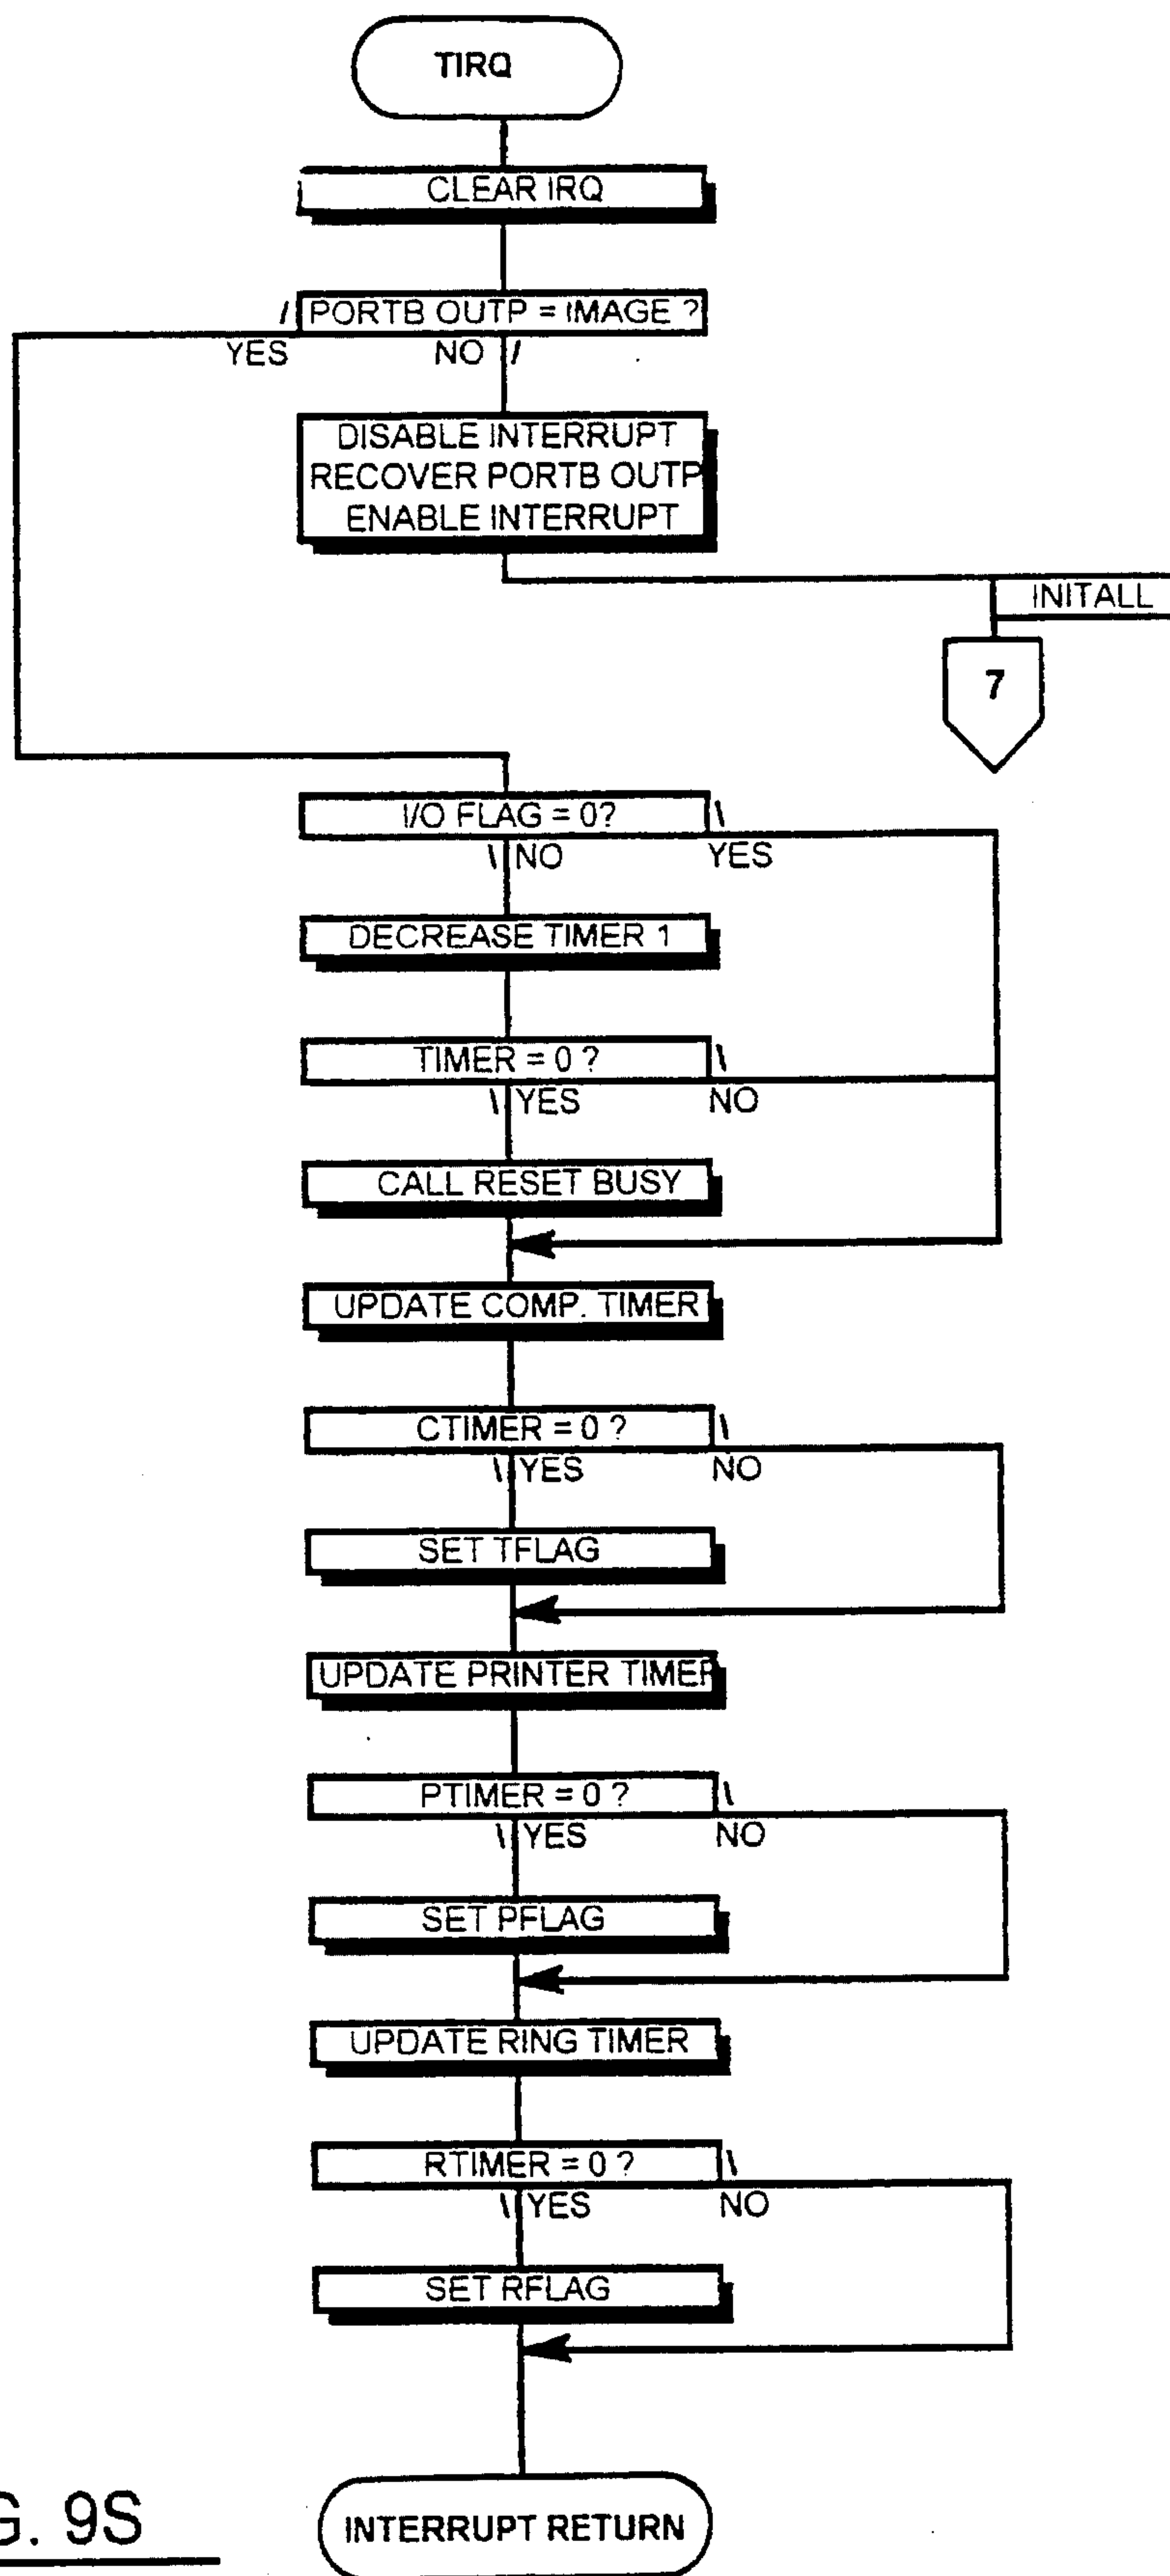 TIRQ
CLEAR IRQ
PORTB OUTP = IMAGE ?
YES NO
DISABLE INTERRUPT
RECOVER PORTB OUTP
ENABLE INTERRUPT
INITALL
7
I/O FLAG = 0?
NO YES
DECREASE TIMER 1
TIMER = 0 ?
YES NO
CALL RESET BUSY
UPDATE COMP. TIMER
CTIMER = 0 ?
YES NO
SET TFLAG
UPDATE PRINTER TIMER
PTIMER = 0 ?
YES NO
SET PFLAG
UPDATE RING TIMER
RTIMER = 0 ?
YES NO
SET RFLAG
INTERRUPT RETURN
G. 9S